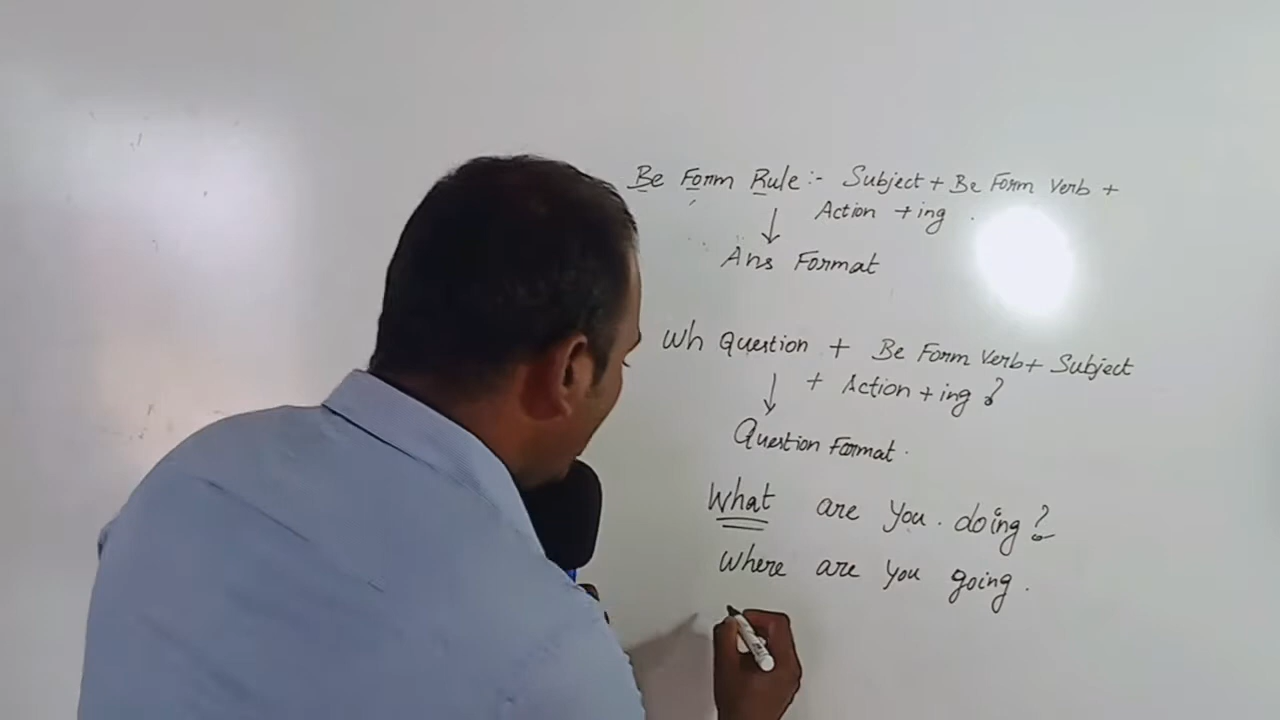 Be Form Rule :- Subject + Be Form Verb +
Action + ing .
↓
Ans Format
Wh Question + Be Form Verb + Subject
+ Action + ing ?
↓
Question Format .
What are you . doing ?
Where are you going .